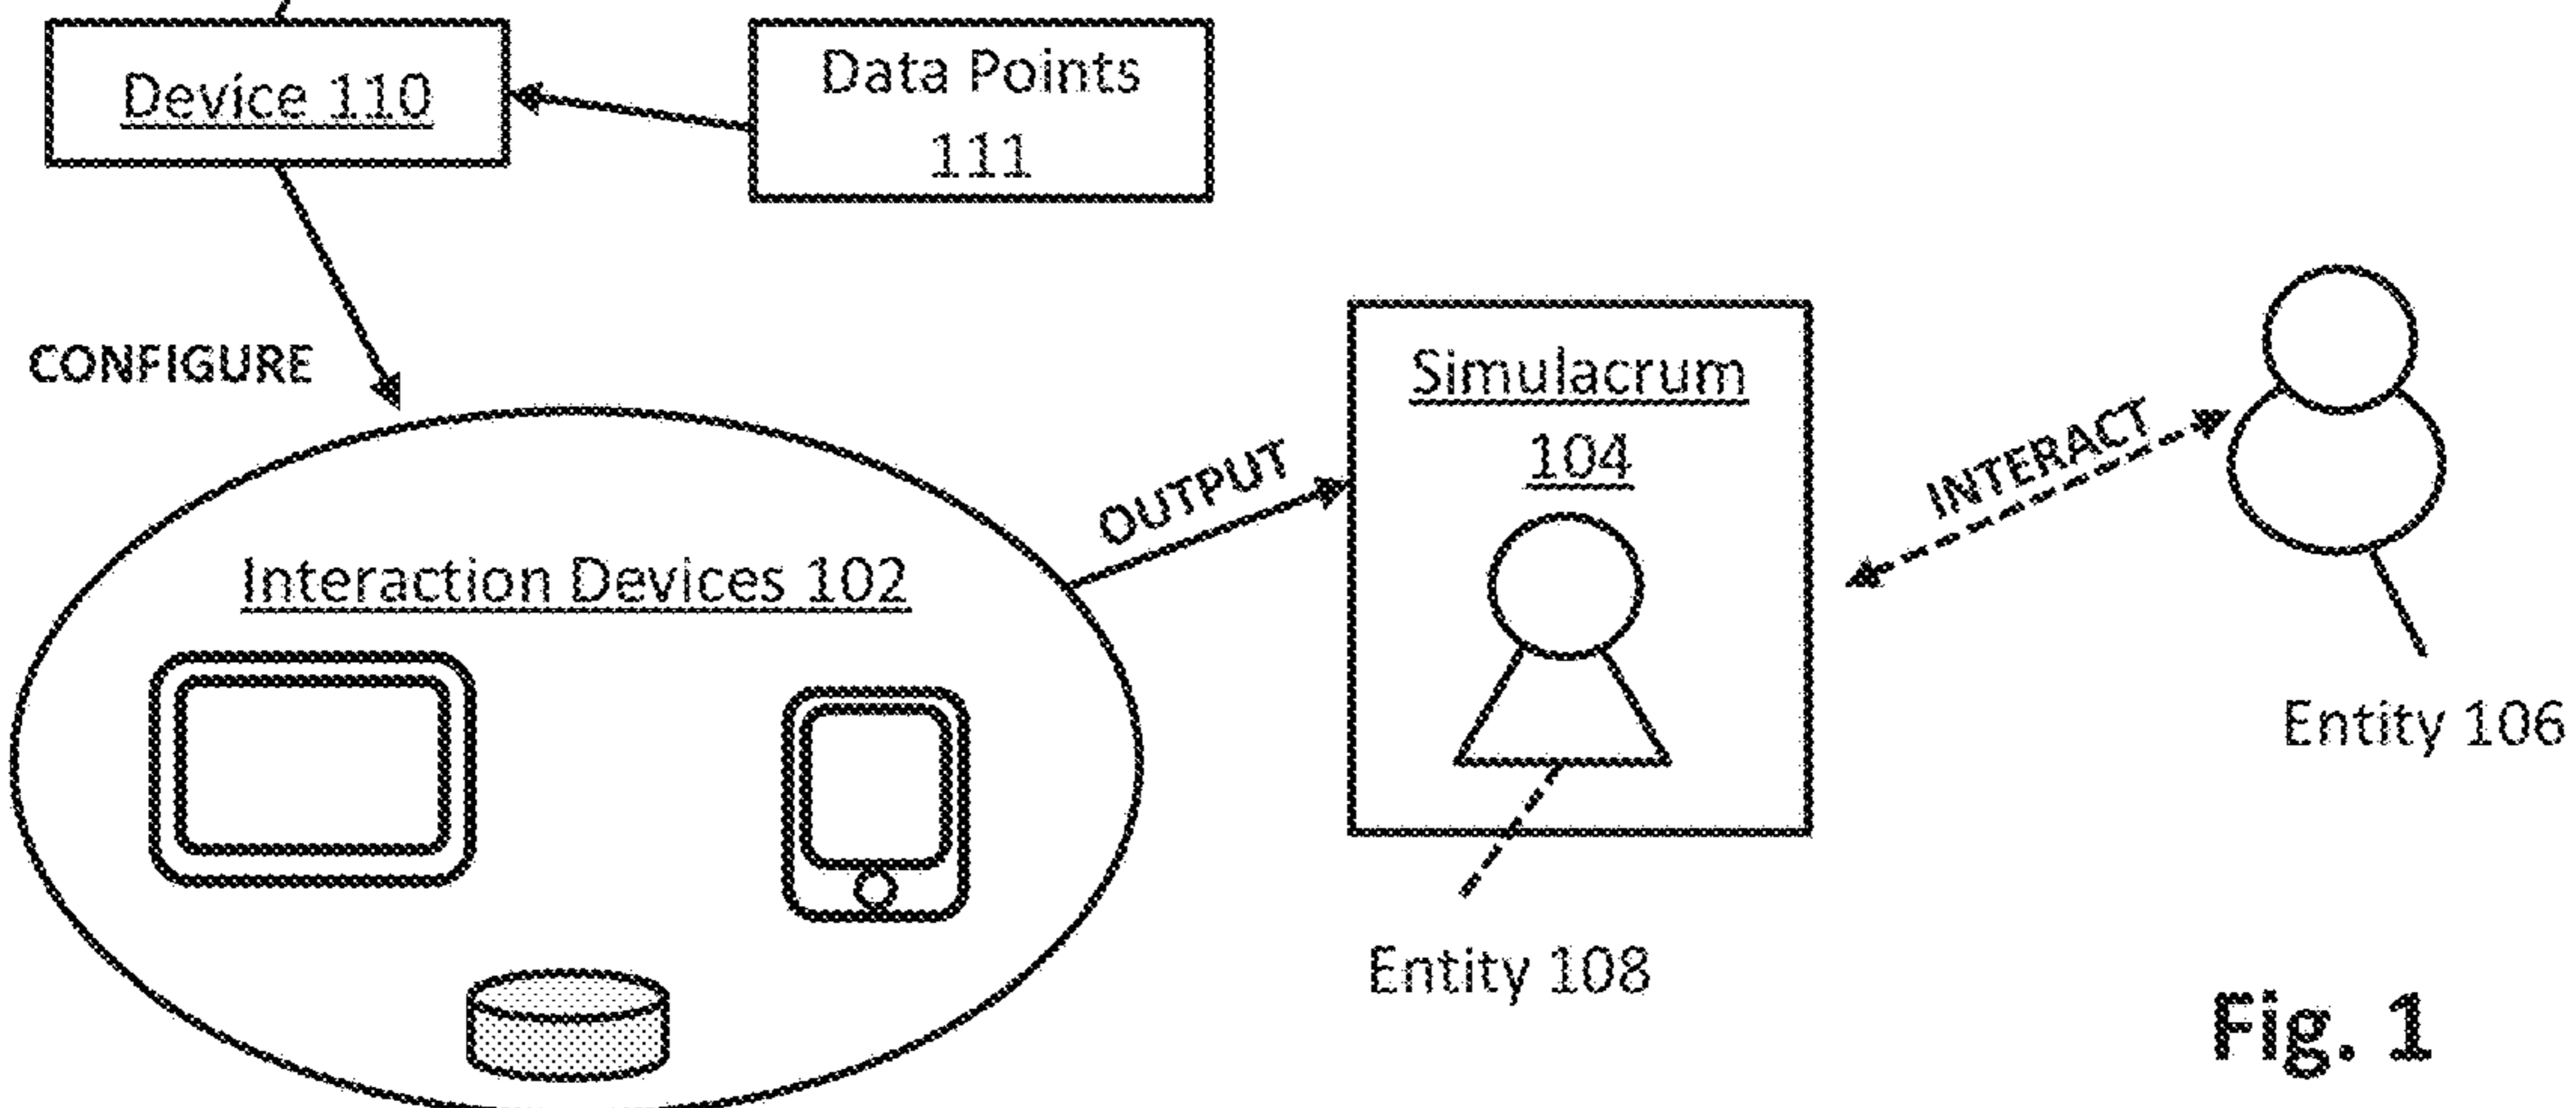 Device 110
Data Points
111
CONFIGURE
Simulacrum
104
OUTPUT
INTERACT
Interaction Devices 102
Entity 106
Entity 108
Fig. 1